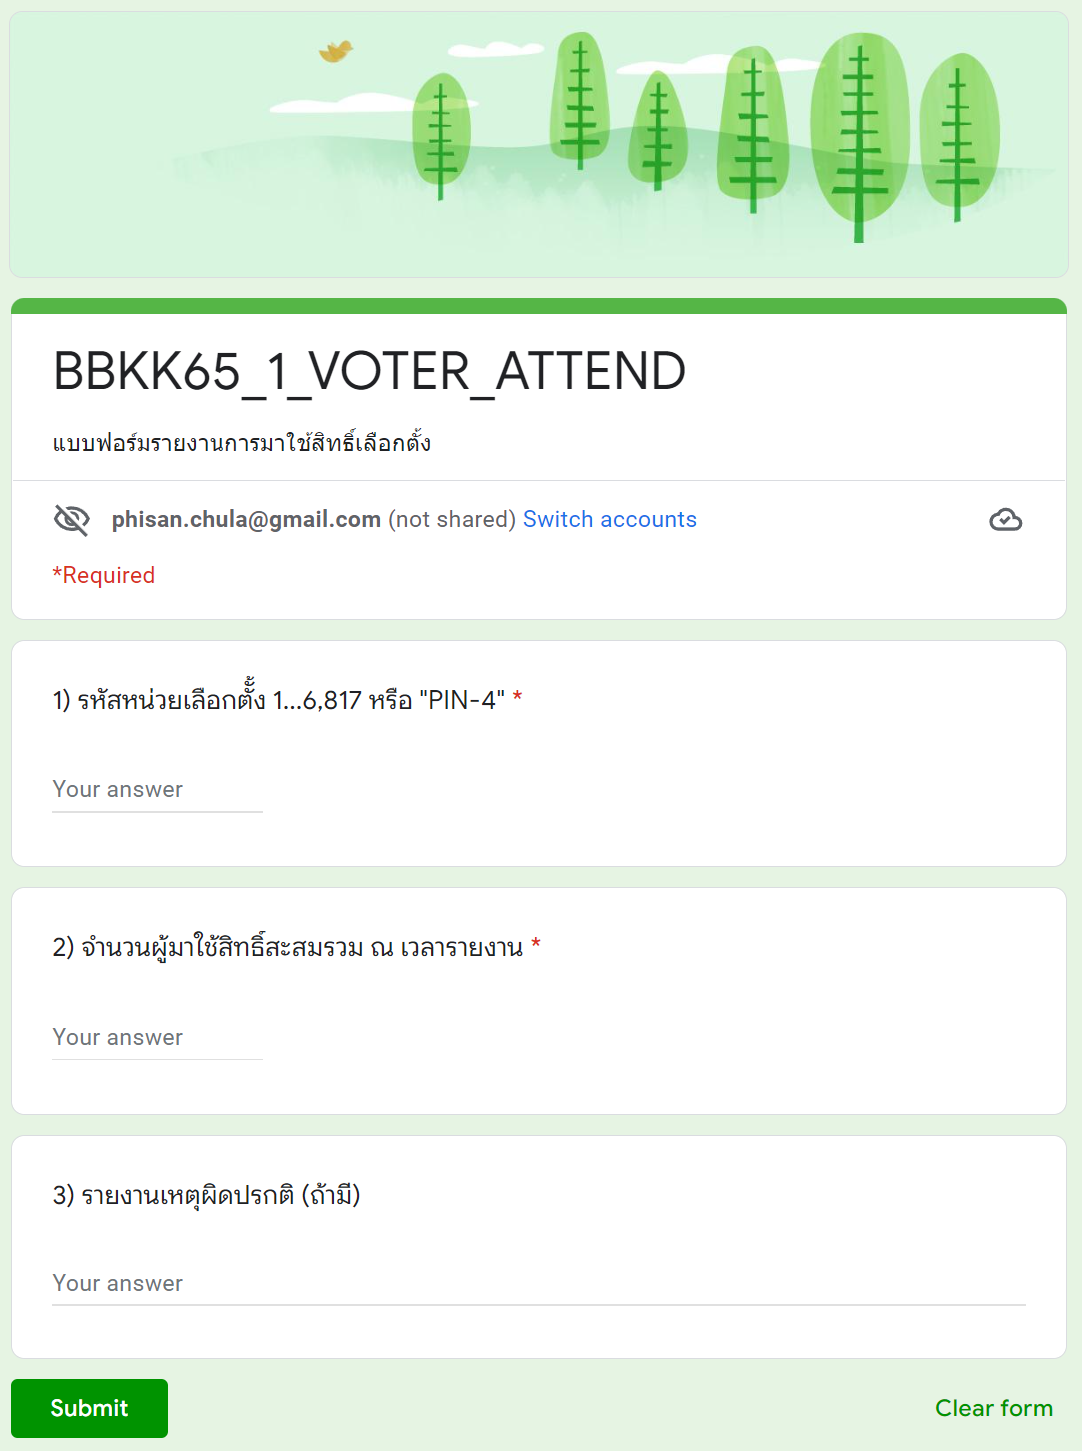 BBKK65_1_VOTER_ATTEND
แบบฟอร์มรายงานการมาใช้สิทธิ์เลือกตั้ง
phisan.chula@gmail.com (not shared) Switch accounts
*Required
1) รหัสหน่วยเลือกตั้ง 1...6,817 หรือ "PIN-4" *
Your answer
2) จำนวนผู้มาใช้สิทธิ์สะสมรวม ณ เวลารายงาน *
Your answer
3) รายงานเหตุผิดปรกติ (ถ้ามี)
Your answer
Submit
Clear form